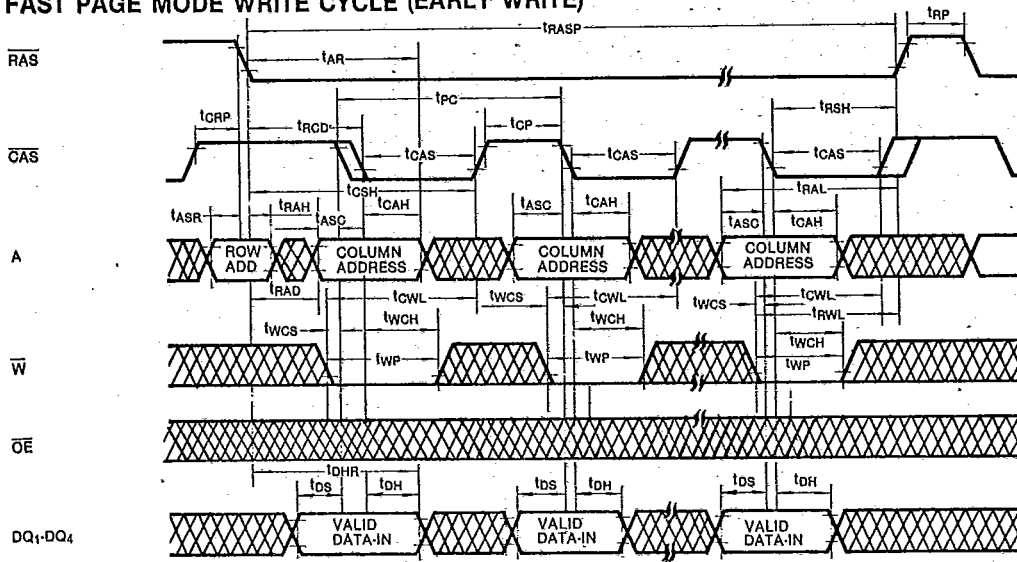 FAST PAGE MODE WRITE CYCLE (EARLY WRITE)
tRASP
tRP
RAS
tAR
tPC
tRSH
tCRP
tRCD
tCP
CAS
tCAS
tCAS
tCAS
tCSH
tRAL
tASR
tRAH
tASC
tCAH
tASC
tCAH
tASC
tCAH
A
ROW ADD
COLUMN ADDRESS
COLUMN ADDRESS
COLUMN ADDRESS
tRAD
tCWL
tWCS
tCWL
tWCS
tCWL
tRWL
tWCS
tWCH
tWCH
tWCH
tWP
tWP
tWP
W
OE
tDHR
tDS
tDH
tDS
tDH
tDS
tDH
DQ1-DQ4
VALID DATA-IN
VALID DATA-IN
VALID DATA-IN